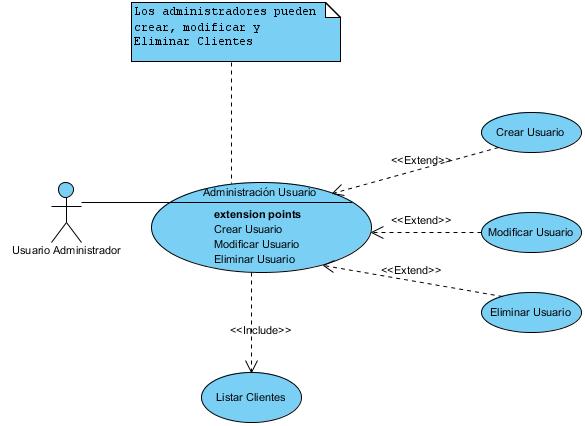 Los administradores pueden
crear, modificar y
Eliminar Clientes
Crear Usuario
<<Extend>>
Administración Usuario
extension points
Crear Usuario
Modificar Usuario
Eliminar Usuario
<<Extend>>
Modificar Usuario
Usuario Administrador
<<Extend>>
Eliminar Usuario
<<Include>>
Listar Clientes